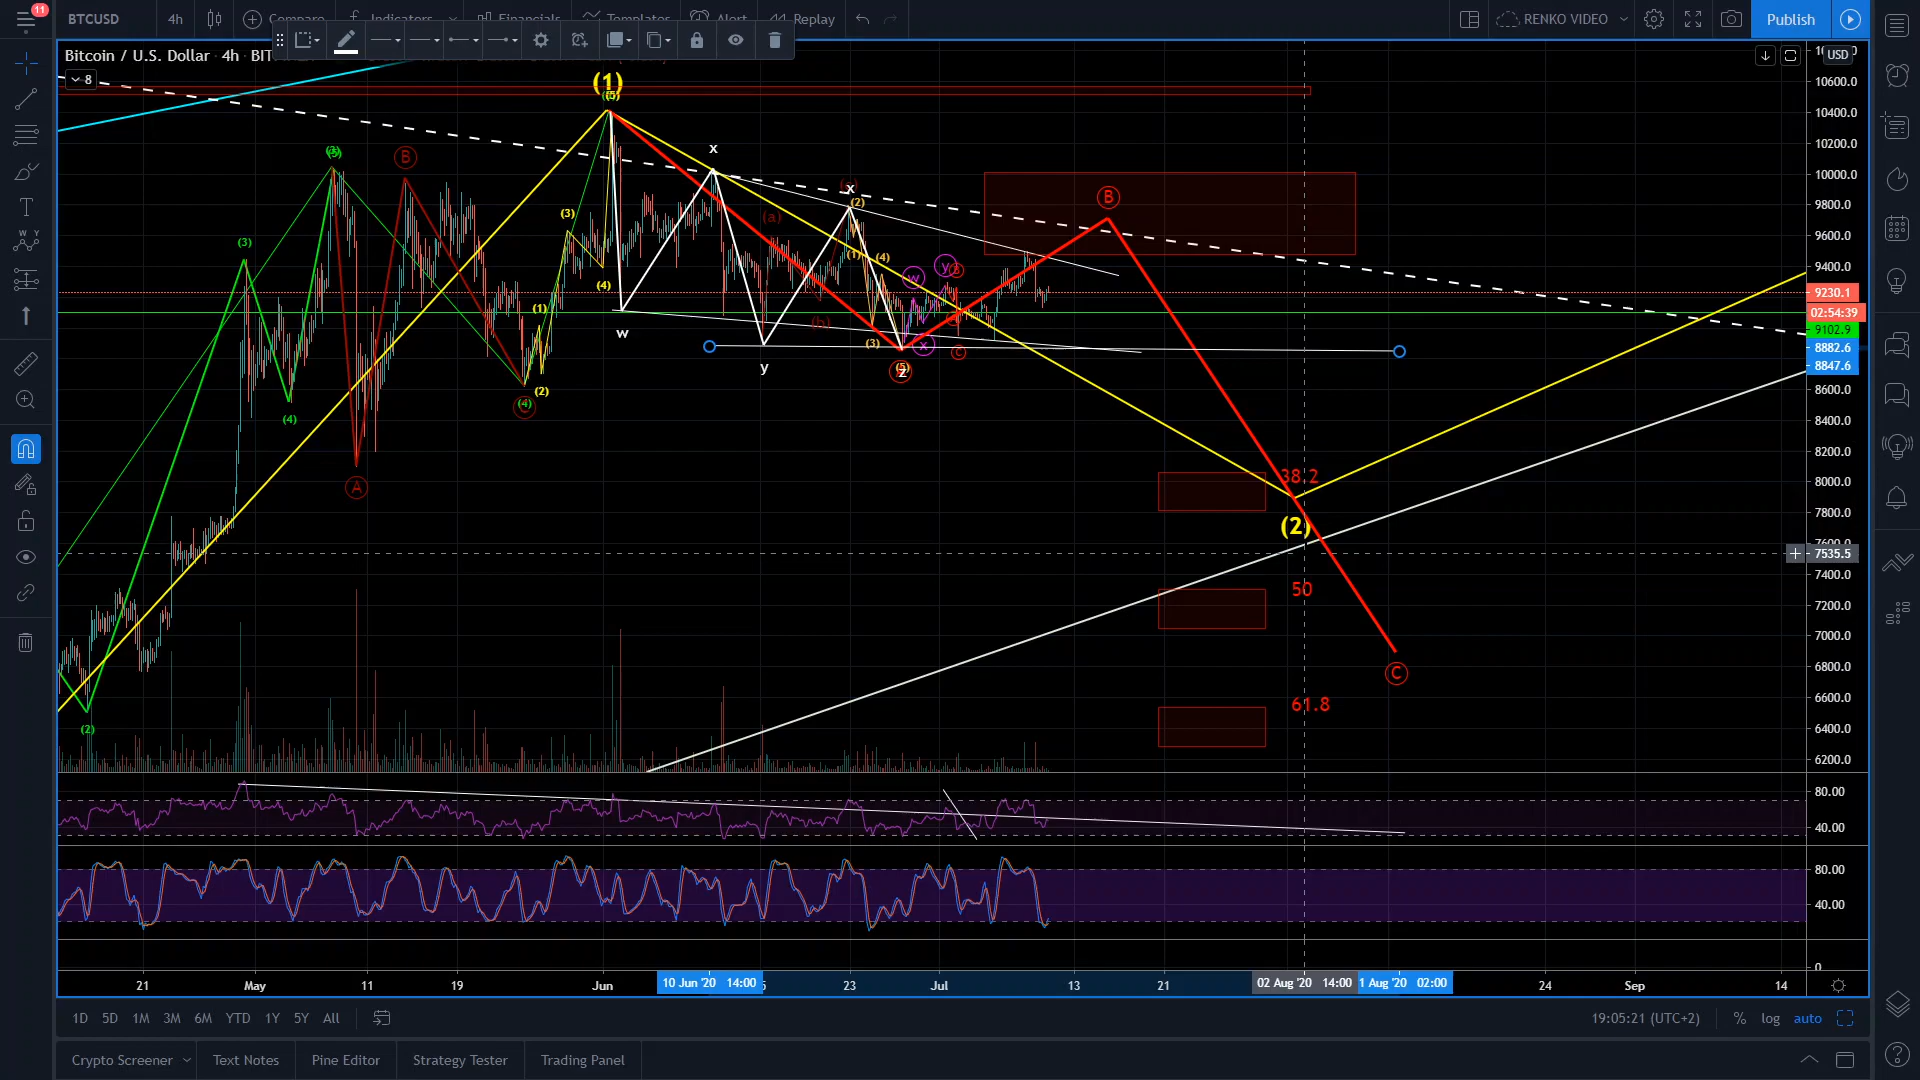 11
BTCUSD 4h Compare Indicators Financials Templates Alert Replay RENKO VIDEO Publish
Bitcoin / U.S. Dollar · 4h · BIT
8
USD
10600.0
10400.0
10200.0
10000.0
9800.0
9600.0
9400.0
9230.1
02:54:39
9102.9
8882.6
8847.6
8600.0
8400.0
8200.0
8000.0
7800.0
7600.0
7535.5
7400.0
7200.0
7000.0
6800.0
6600.0
6400.0
6200.0
80.00
40.00
80.00
40.00
0
(1)
(5)
(3)
B
x
x
(2)
B
(3)
(3)
(a)
(1)
(4)
w
y
B
(4)
(1)
(b)
w
(3)
x
C
y
z
(4)
(2)
(4)
A
38.2
(2)
50
C
61.8
(2)
21 May 11 19 Jun 10 Jun '20 14:00 23 Jul 13 21 02 Aug '20 14:00 1 Aug '20 02:00 24 Sep 14
1D 5D 1M 3M 6M YTD 1Y 5Y All 19:05:21 (UTC+2) % log auto
Crypto Screener Text Notes Pine Editor Strategy Tester Trading Panel